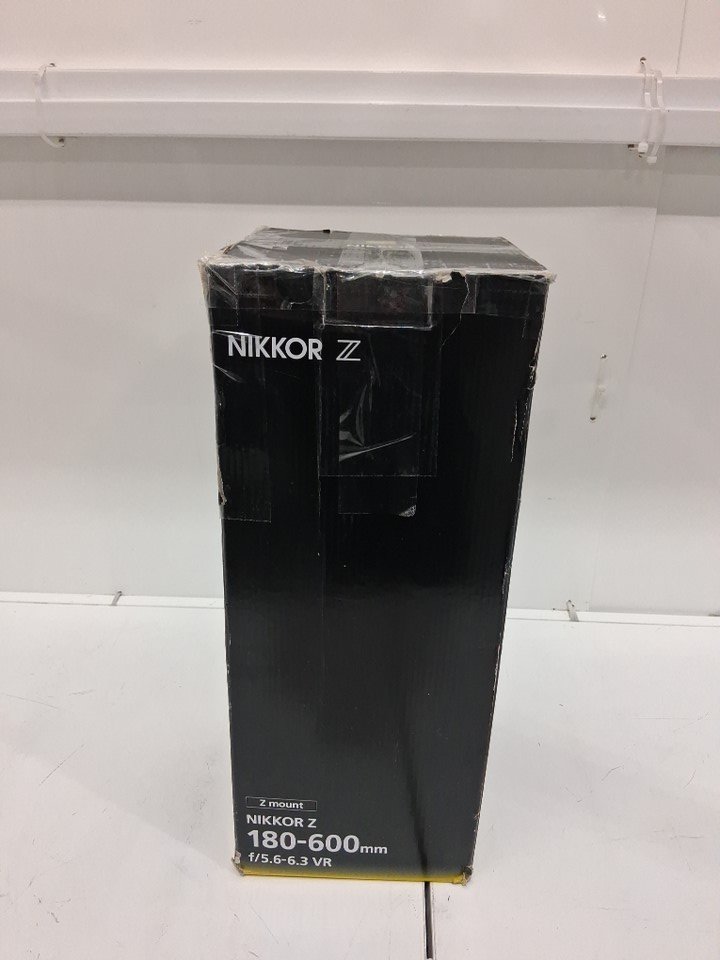 NIKKOR Z
Z mount
NIKKOR Z
180-600mm
f/5.6-6.3 VR